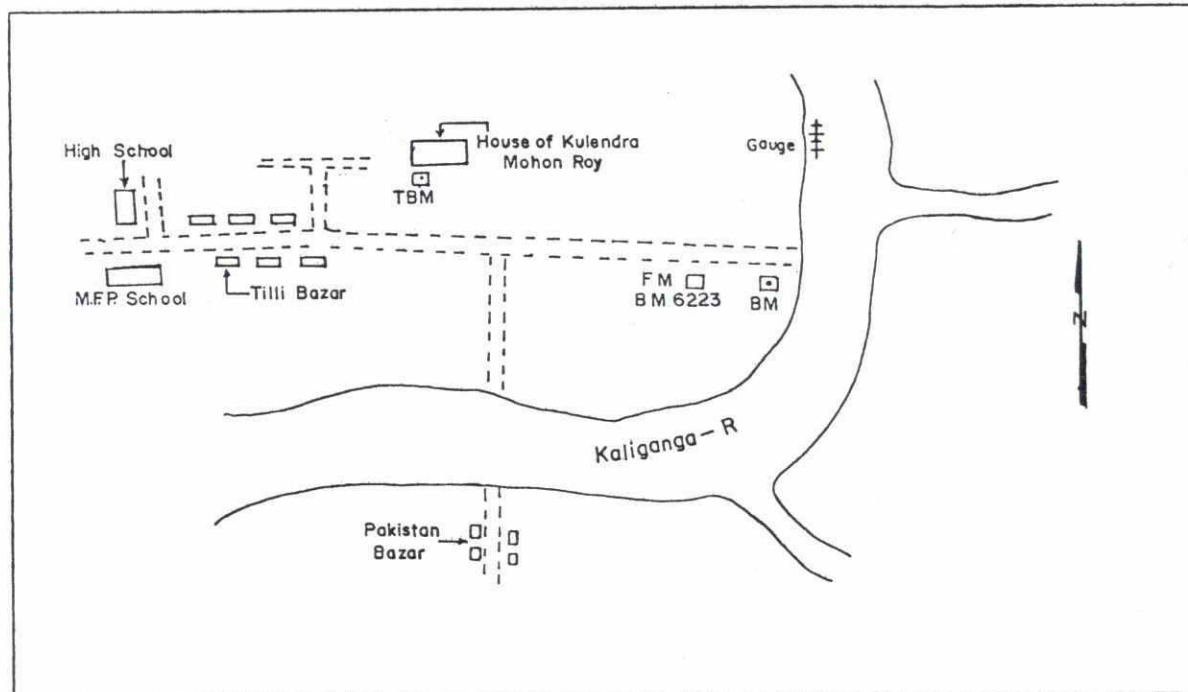 High School
House of Kulendra
Mohon Roy
Gauge
TBM
M.F.P. School
Tilli Bazar
FM
BM 6223
BM
N
Kaliganga-R
Pakistan
Bazar